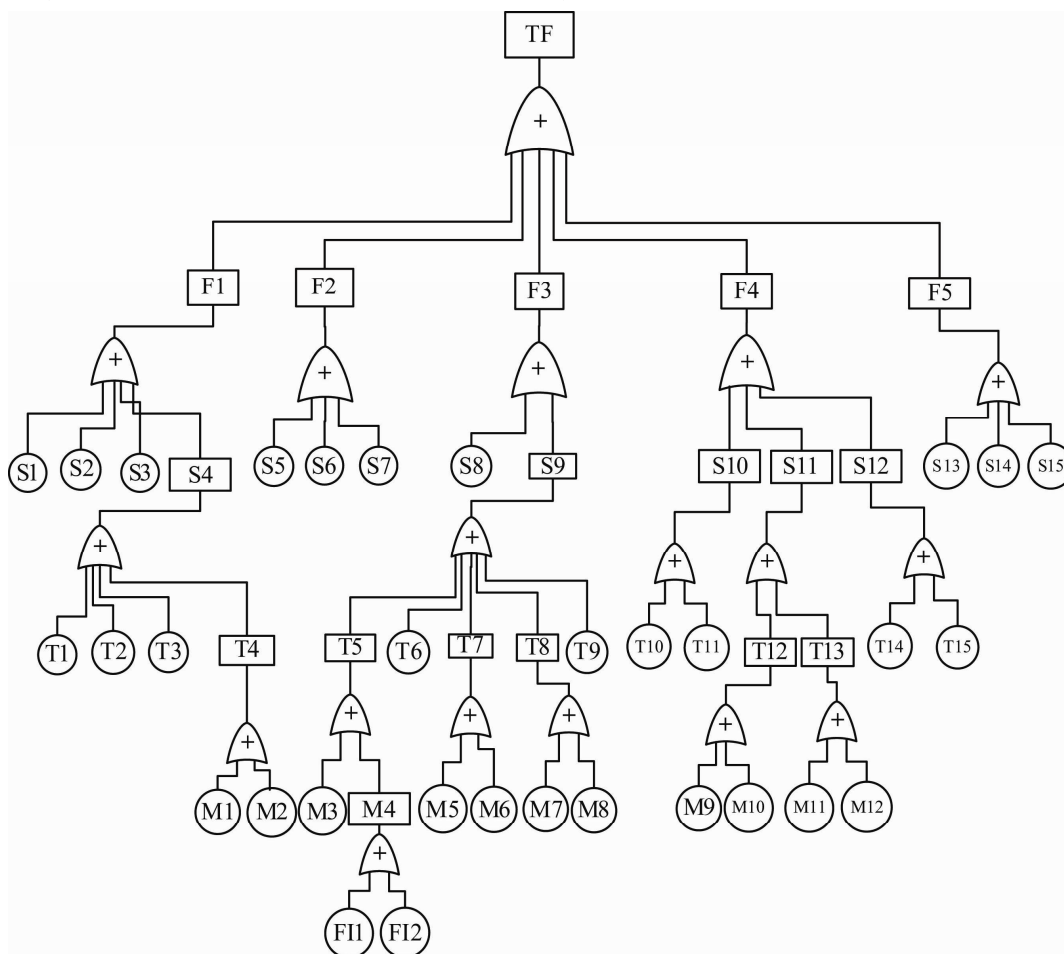 TF
+
F1 F2 F3 F4 F5
+ + + + +
S1 S2 S3 S4 S5 S6 S7 S8 S9 S10 S11 S12 S13 S14 S15
+ + + + +
T1 T2 T3 T4 T5 T6 T7 T8 T9 T10 T11 T12 T13 T14 T15
+ + + + + +
M1 M2 M3 M4 M5 M6 M7 M8 M9 M10 M11 M12
+
FI1 FI2